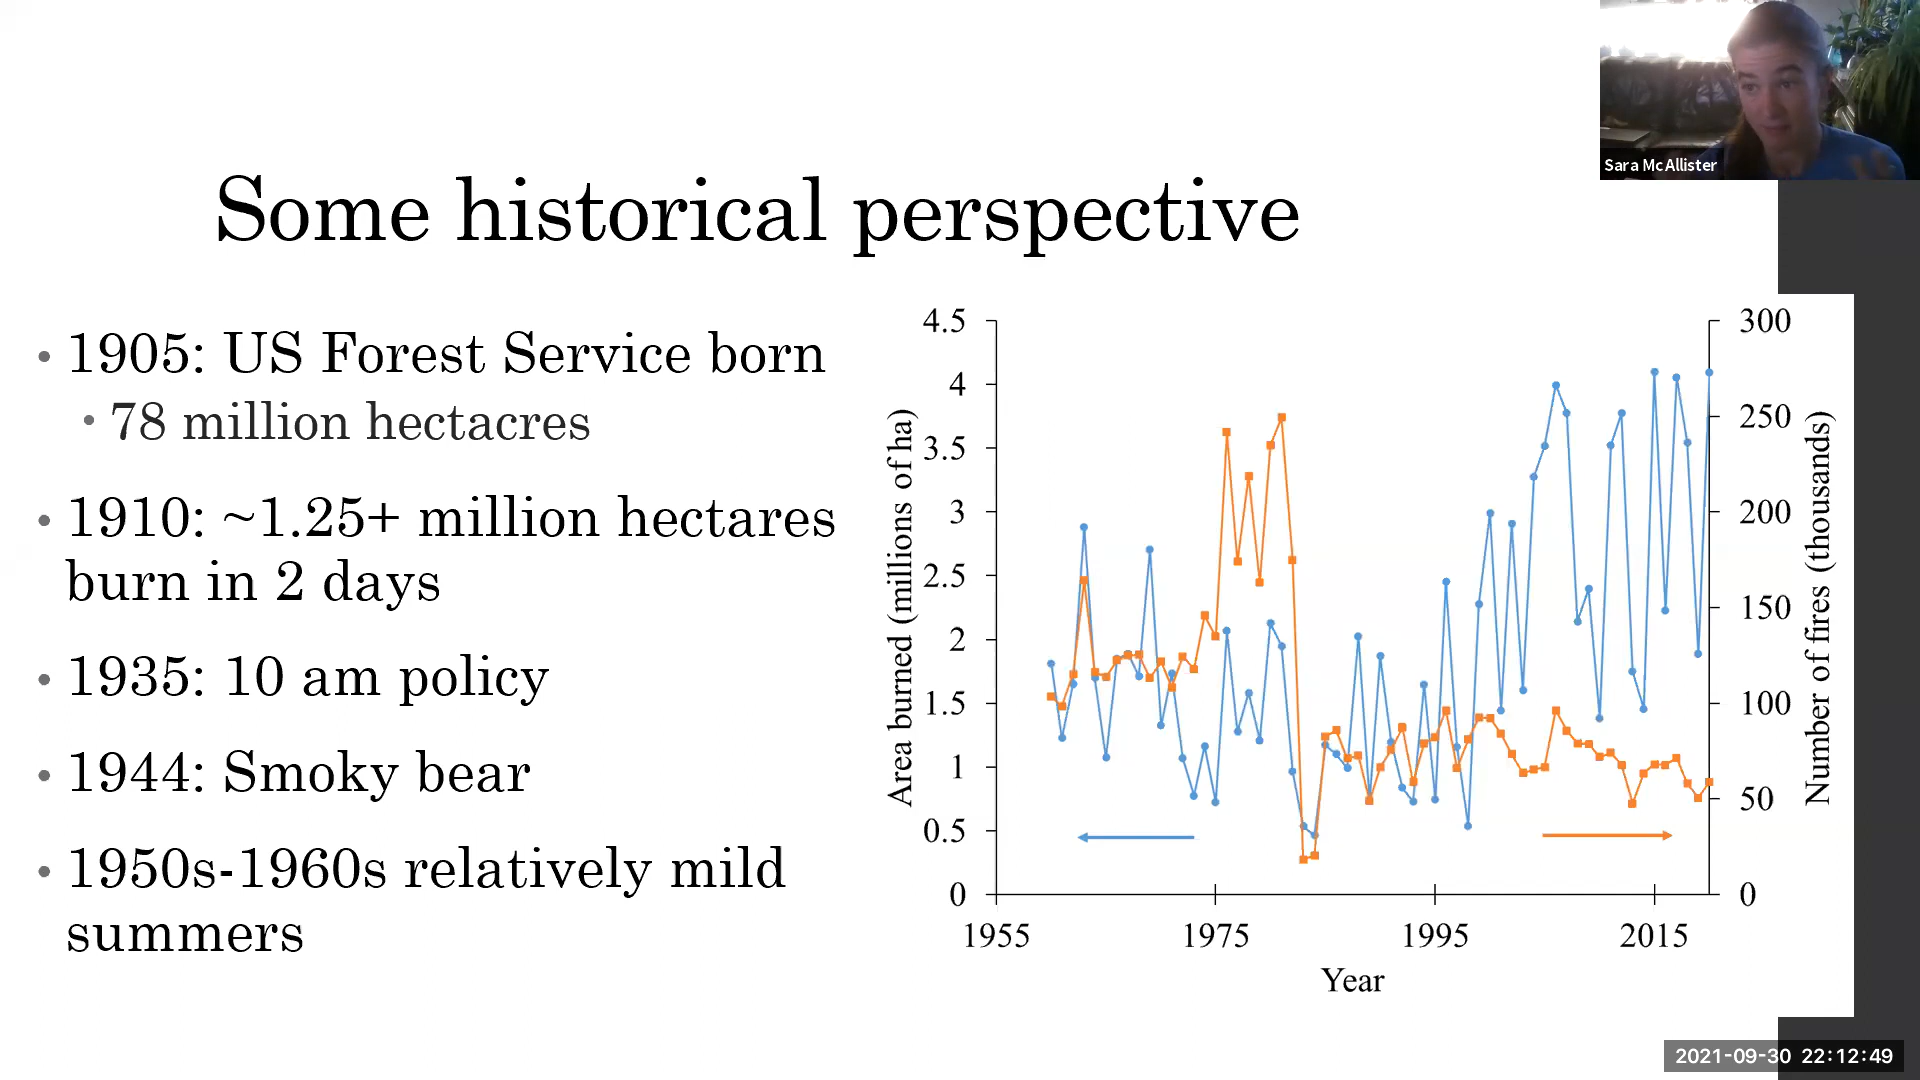 Sara McAllister
Some historical perspective
• 1905: US Forest Service born
• 78 million hectacres
• 1910: ~1.25+ million hectares
burn in 2 days
• 1935: 10 am policy
• 1944: Smoky bear
• 1950s-1960s relatively mild
summers
Area burned (millions of ha)
4.5
4
3.5
3
2.5
2
1.5
1
0.5
0
300
250
200
150
100
50
0
Number of fires (thousands)
1955 1975 1995 2015
Year
2021-09-30 22:12:49